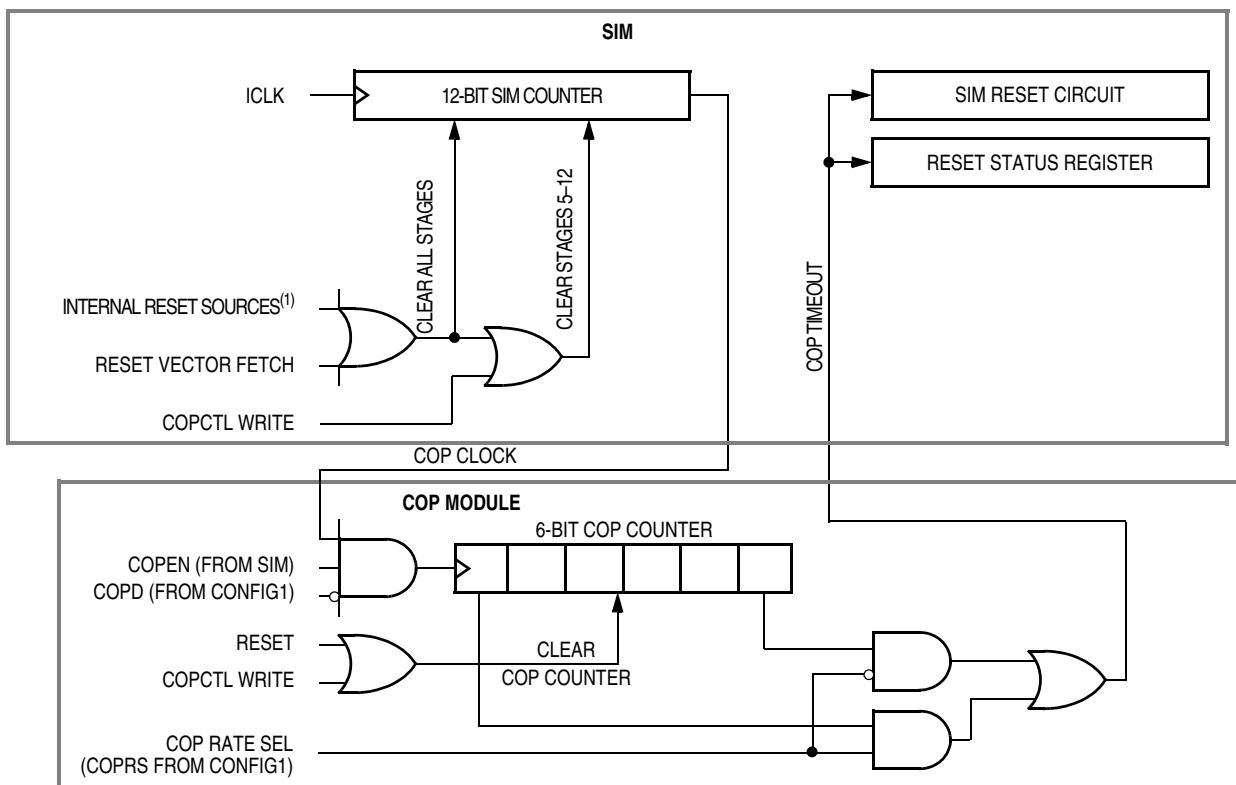 SIM
ICLK
12-BIT SIM COUNTER
SIM RESET CIRCUIT
RESET STATUS REGISTER
CLEAR ALL STAGES
CLEAR STAGES 5–12
COP TIMEOUT
INTERNAL RESET SOURCES(1)
RESET VECTOR FETCH
COPCTL WRITE
COP CLOCK
COP MODULE
6-BIT COP COUNTER
COPEN (FROM SIM)
COPD (FROM CONFIG1)
RESET
CLEAR
COPCTL WRITE
COP COUNTER
COP RATE SEL
(COPRS FROM CONFIG1)